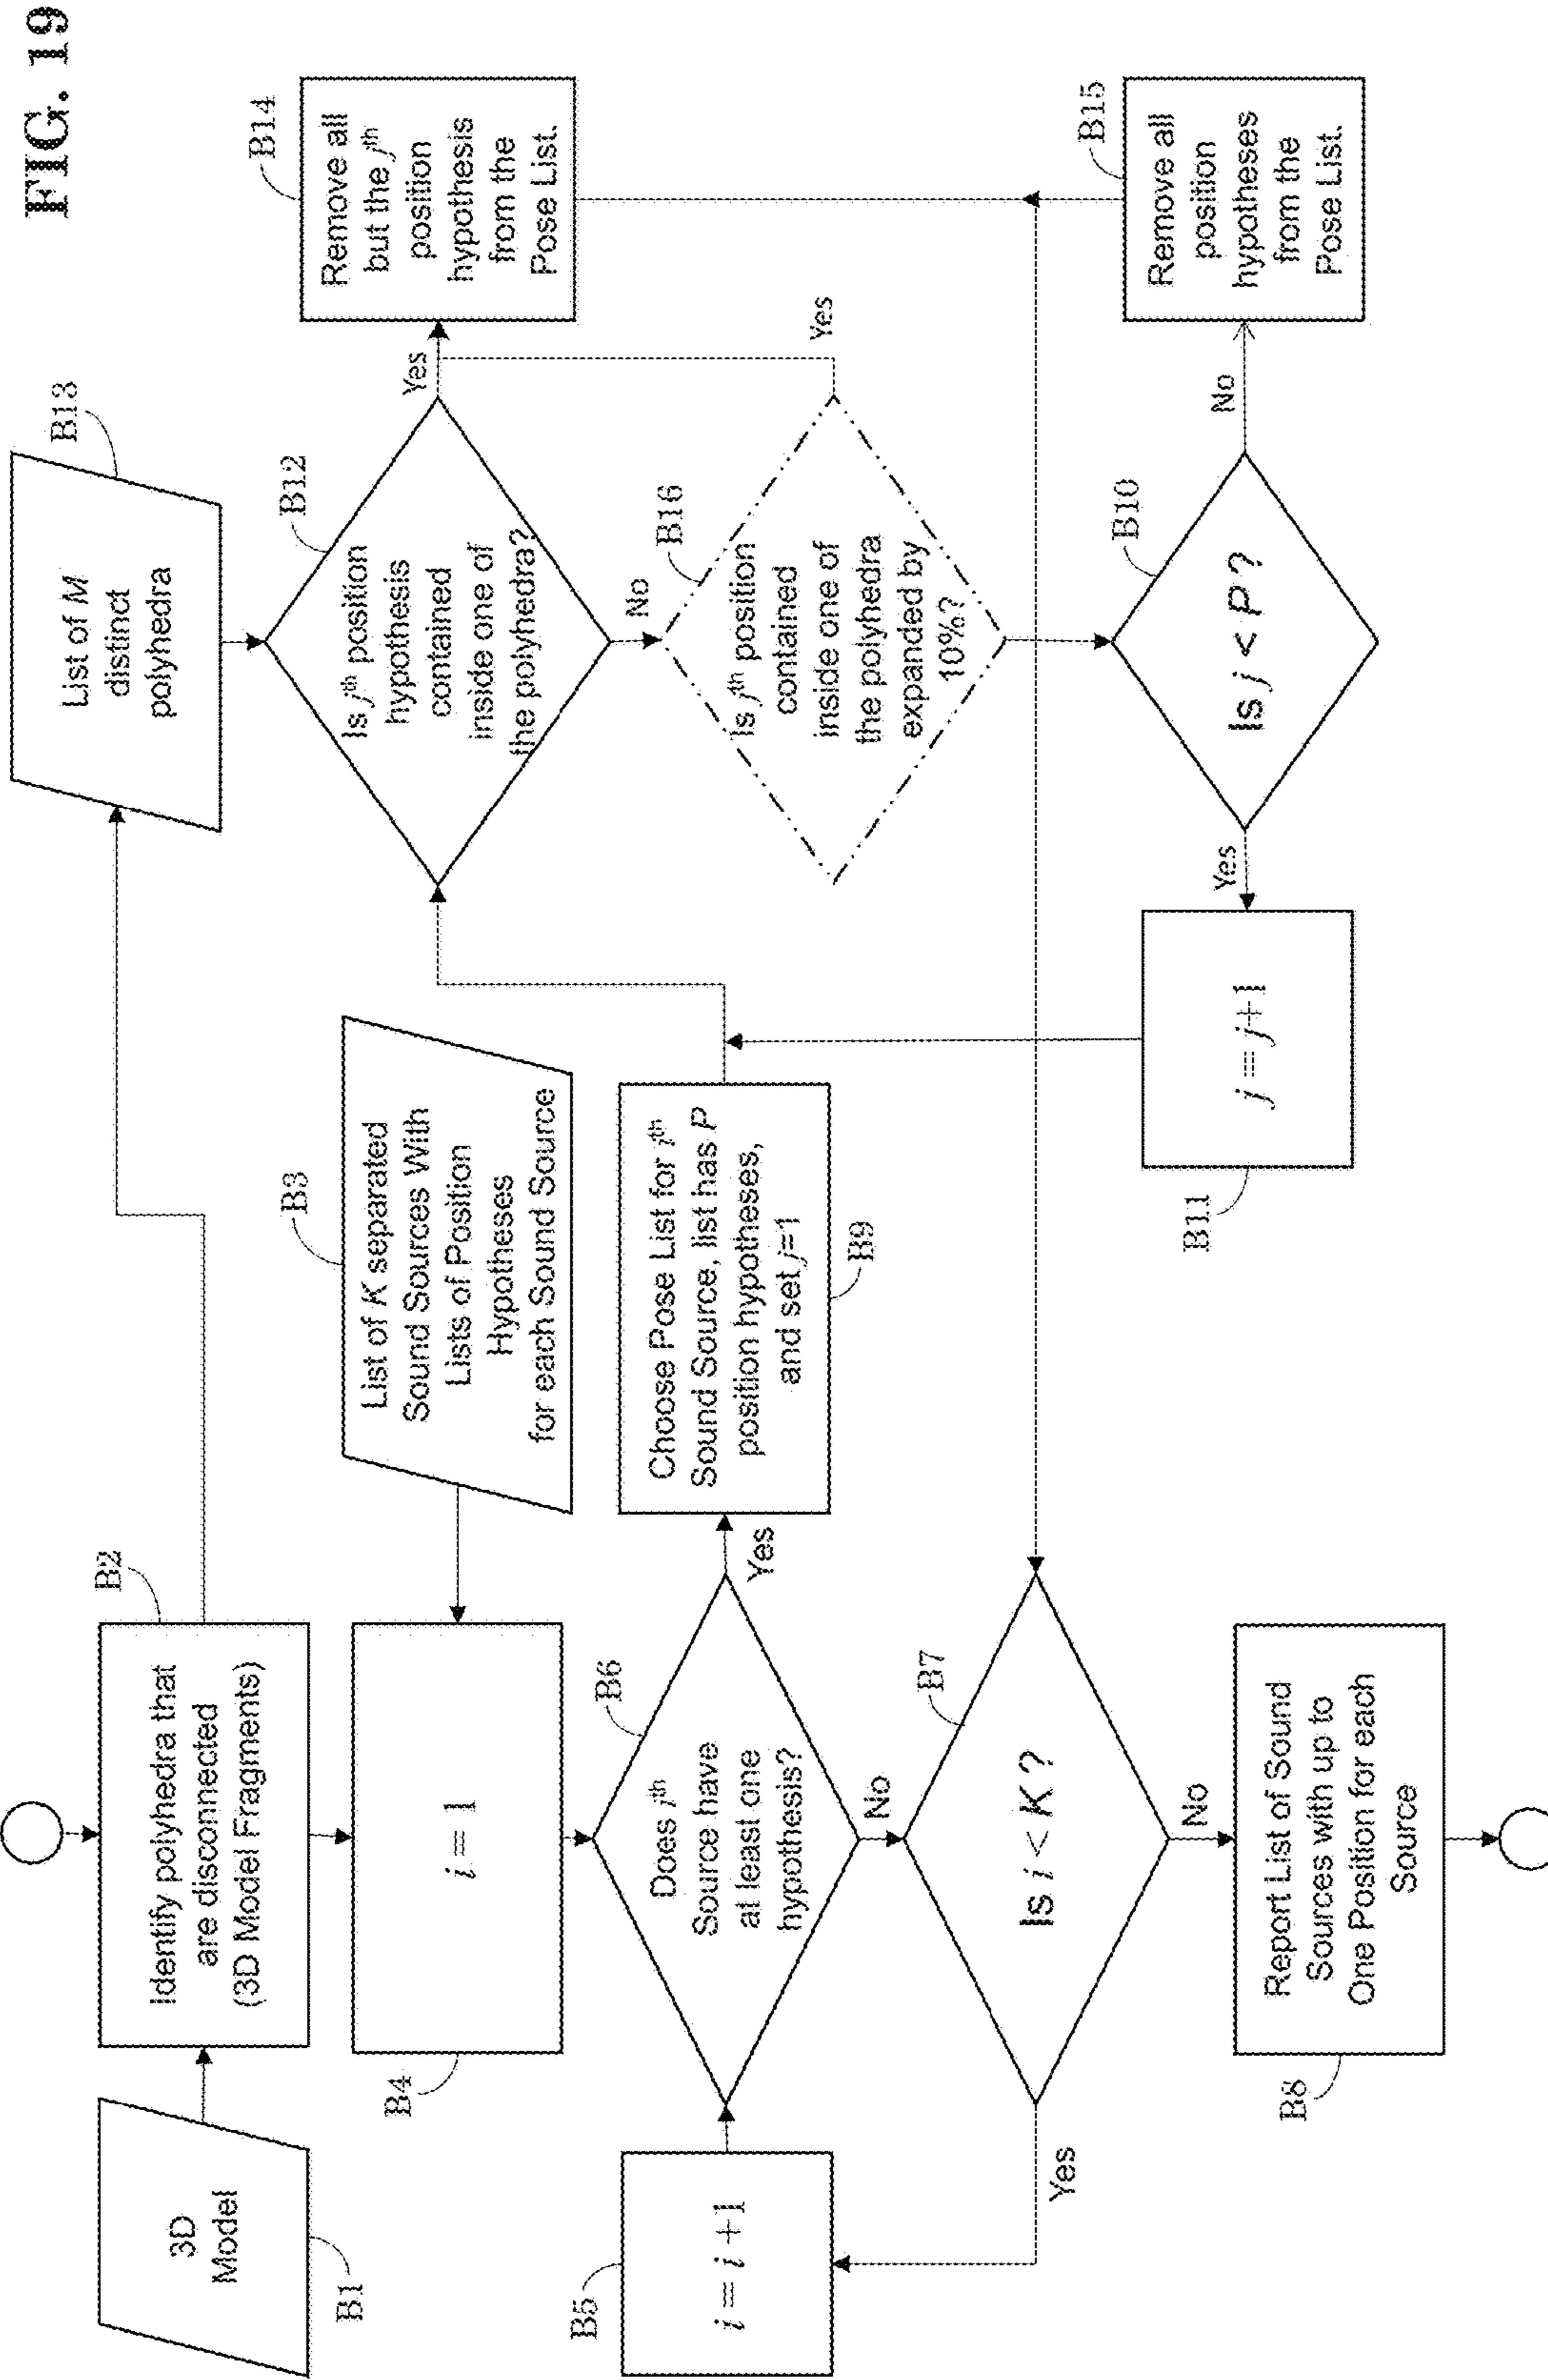 FIG. 19
3D
Model
B1
Identify polyhedra that
are disconnected
(3D Model Fragments)
B2
List of M
distinct
polyhedra
B13
i = 1
B4
List of K separated
Sound Sources With
Lists of Position
Hypotheses
for each Sound Source
B3
Is jth position
hypothesis
contained
inside one of
the polyhedra?
B12
Yes
No
Remove all
but the jth
position
hypothesis
from the
Pose List.
B14
i = i +1
B5
Does ith
Source have
at least one
hypothesis?
B6
Yes
No
Choose Pose List for ith
Sound Source, list has P
position hypotheses,
and set j=1
B9
Is jth position
contained
inside one of
the polyhedra
expanded by
10%?
B16
Yes
Is i < K ?
B7
Yes
No
Report List of Sound
Sources with up to
One Position for each
Source
B8
j = j+1
B11
Yes
Is j < P ?
B10
No
Remove all
position
hypotheses
from the
Pose List.
B15